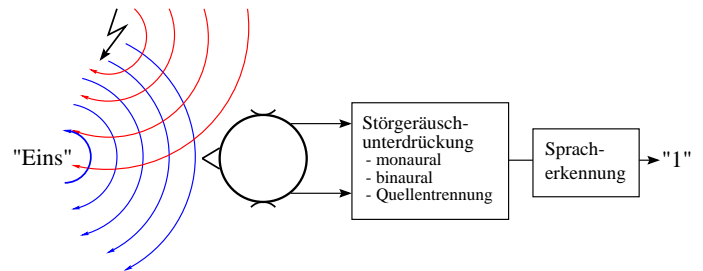 "Eins"
Störgeräusch-
unterdrückung
- monaural
- binaural
- Quellentrennung
Sprach-
erkennung
"1"